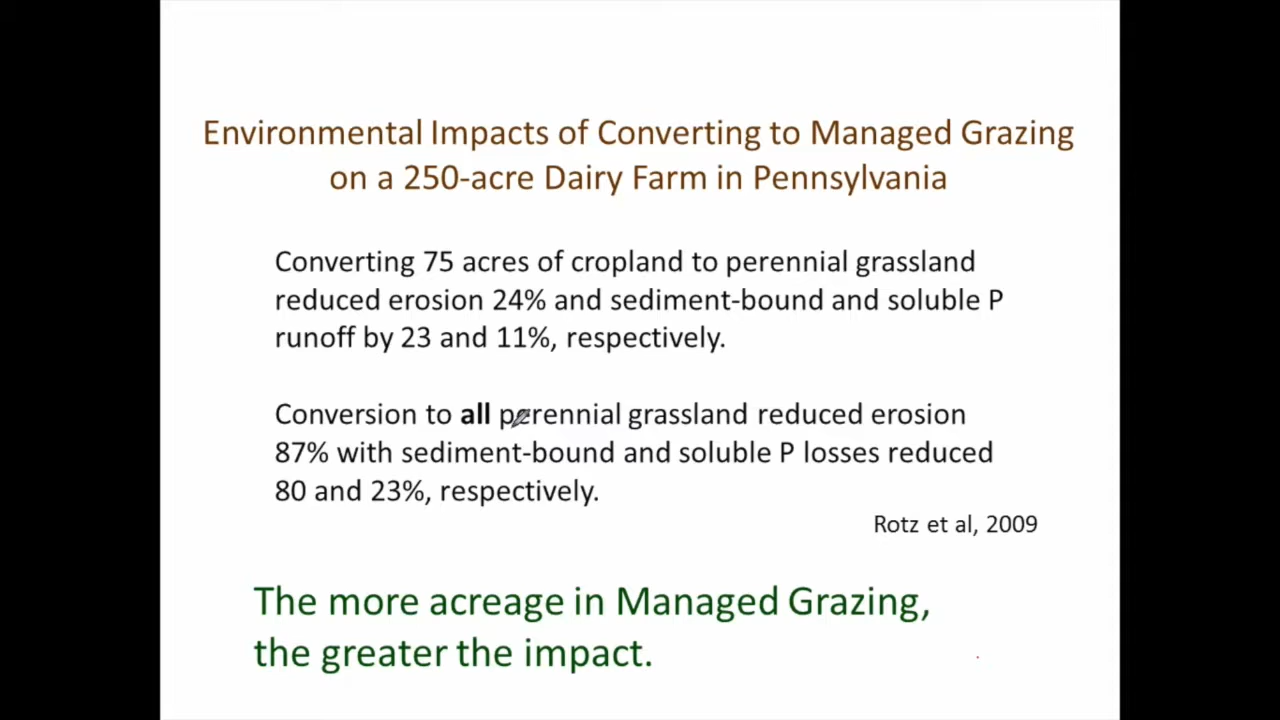 Environmental Impacts of Converting to Managed Grazing
on a 250-acre Dairy Farm in Pennsylvania
Converting 75 acres of cropland to perennial grassland
reduced erosion 24% and sediment-bound and soluble P
runoff by 23 and 11%, respectively.
Conversion to all perennial grassland reduced erosion
87% with sediment-bound and soluble P losses reduced
80 and 23%, respectively.
Rotz et al, 2009
The more acreage in Managed Grazing,
the greater the impact.